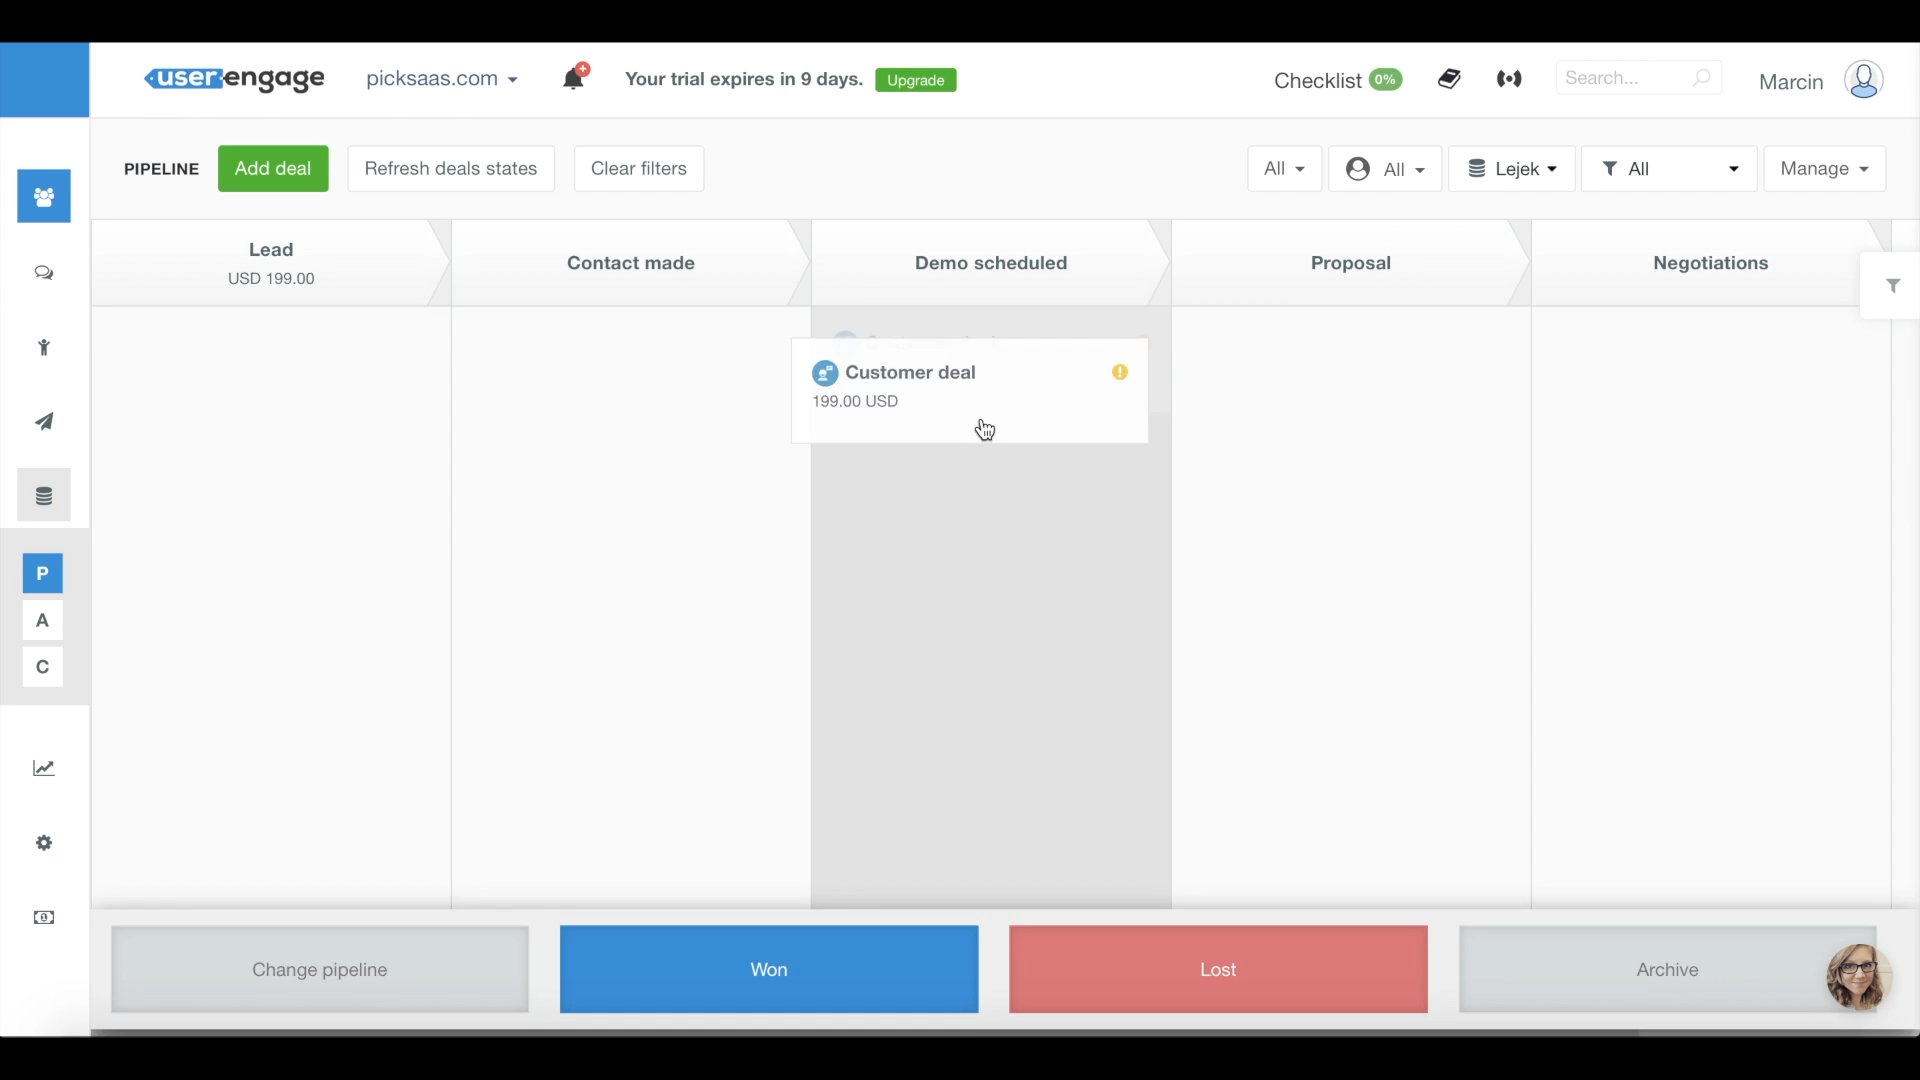 user engage
picksaas.com
+
Your trial expires in 9 days.
Upgrade
Checklist 0%
Search...
Marcin
PIPELINE
Add deal
Refresh deals states
Clear filters
All
All
Lejek
All
Manage
Lead
USD 199.00
Contact made
Demo scheduled
Proposal
Negotiations
Customer deal
199.00 USD
P
A
C
Change pipeline
Won
Lost
Archive